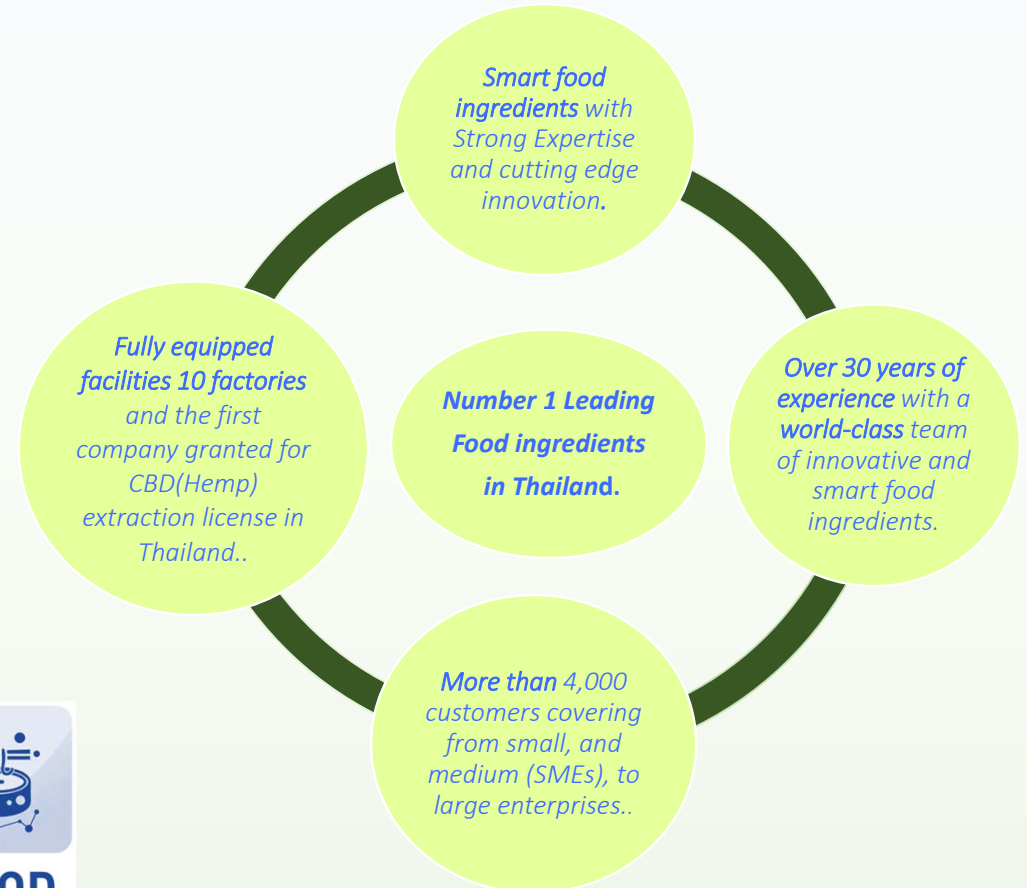 Smart food
ingredients with
Strong Expertise
and cutting edge
innovation.
Fully equipped
facilities 10 factories
and the first
company granted for
CBD(Hemp)
extraction license in
Thailand..
Number 1 Leading
Food ingredients
in Thailand.
Over 30 years of
experience with a
world-class team
of innovative and
smart food
ingredients.
More than 4,000
customers covering
from small, and
medium (SMEs), to
large enterprises..